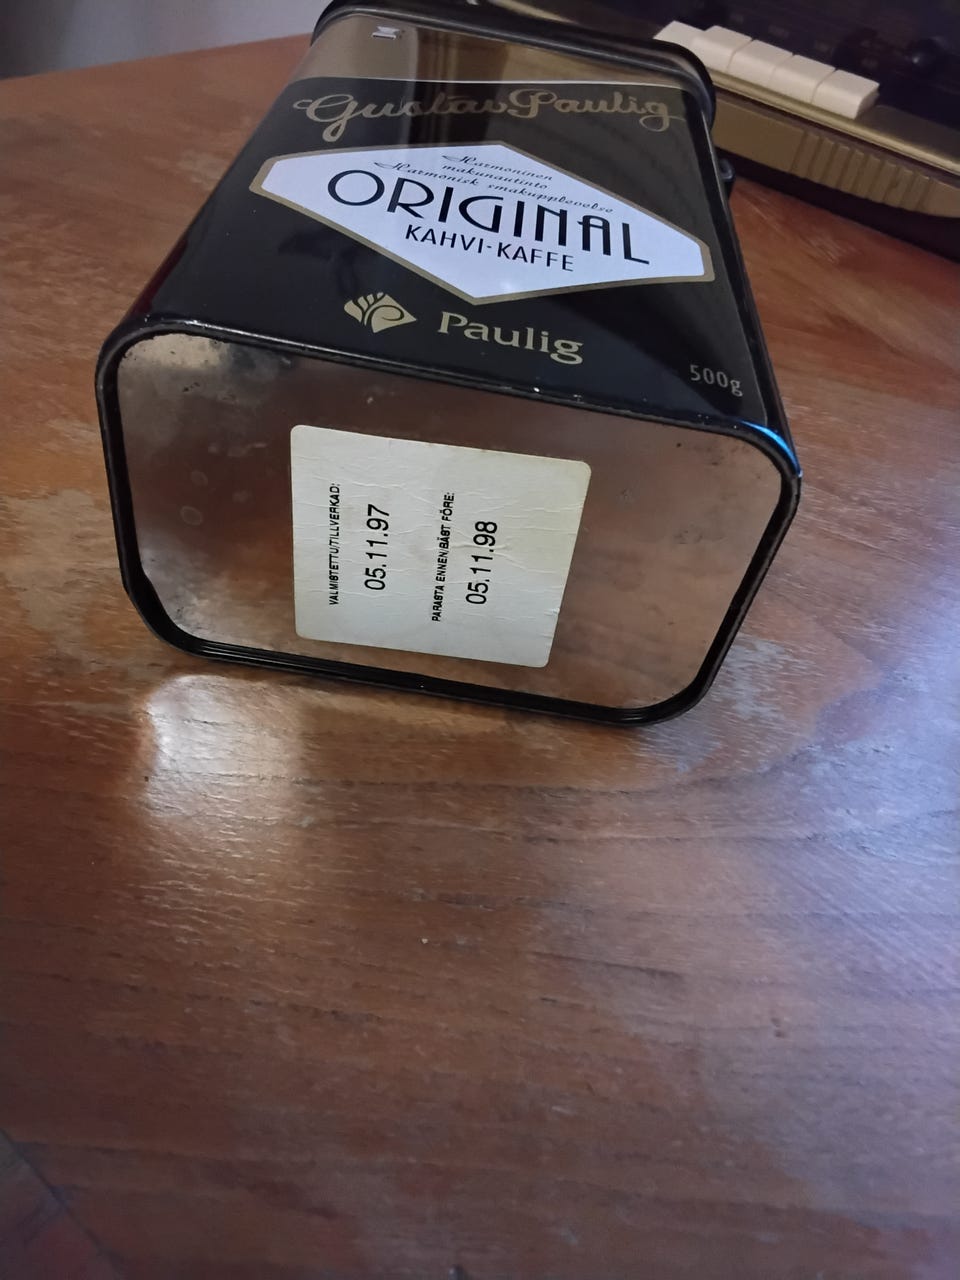 Gustav Paulig
Harmoninen
makunautinto
Harmonisk smakupplevelse
ORIGINAL
KAHVI-KAFFE
Paulig
500g
VALMISTETTU/TILLVERKAD:
05.11.97
PARASTA ENNEN/BÄST FÖRE:
05.11.98